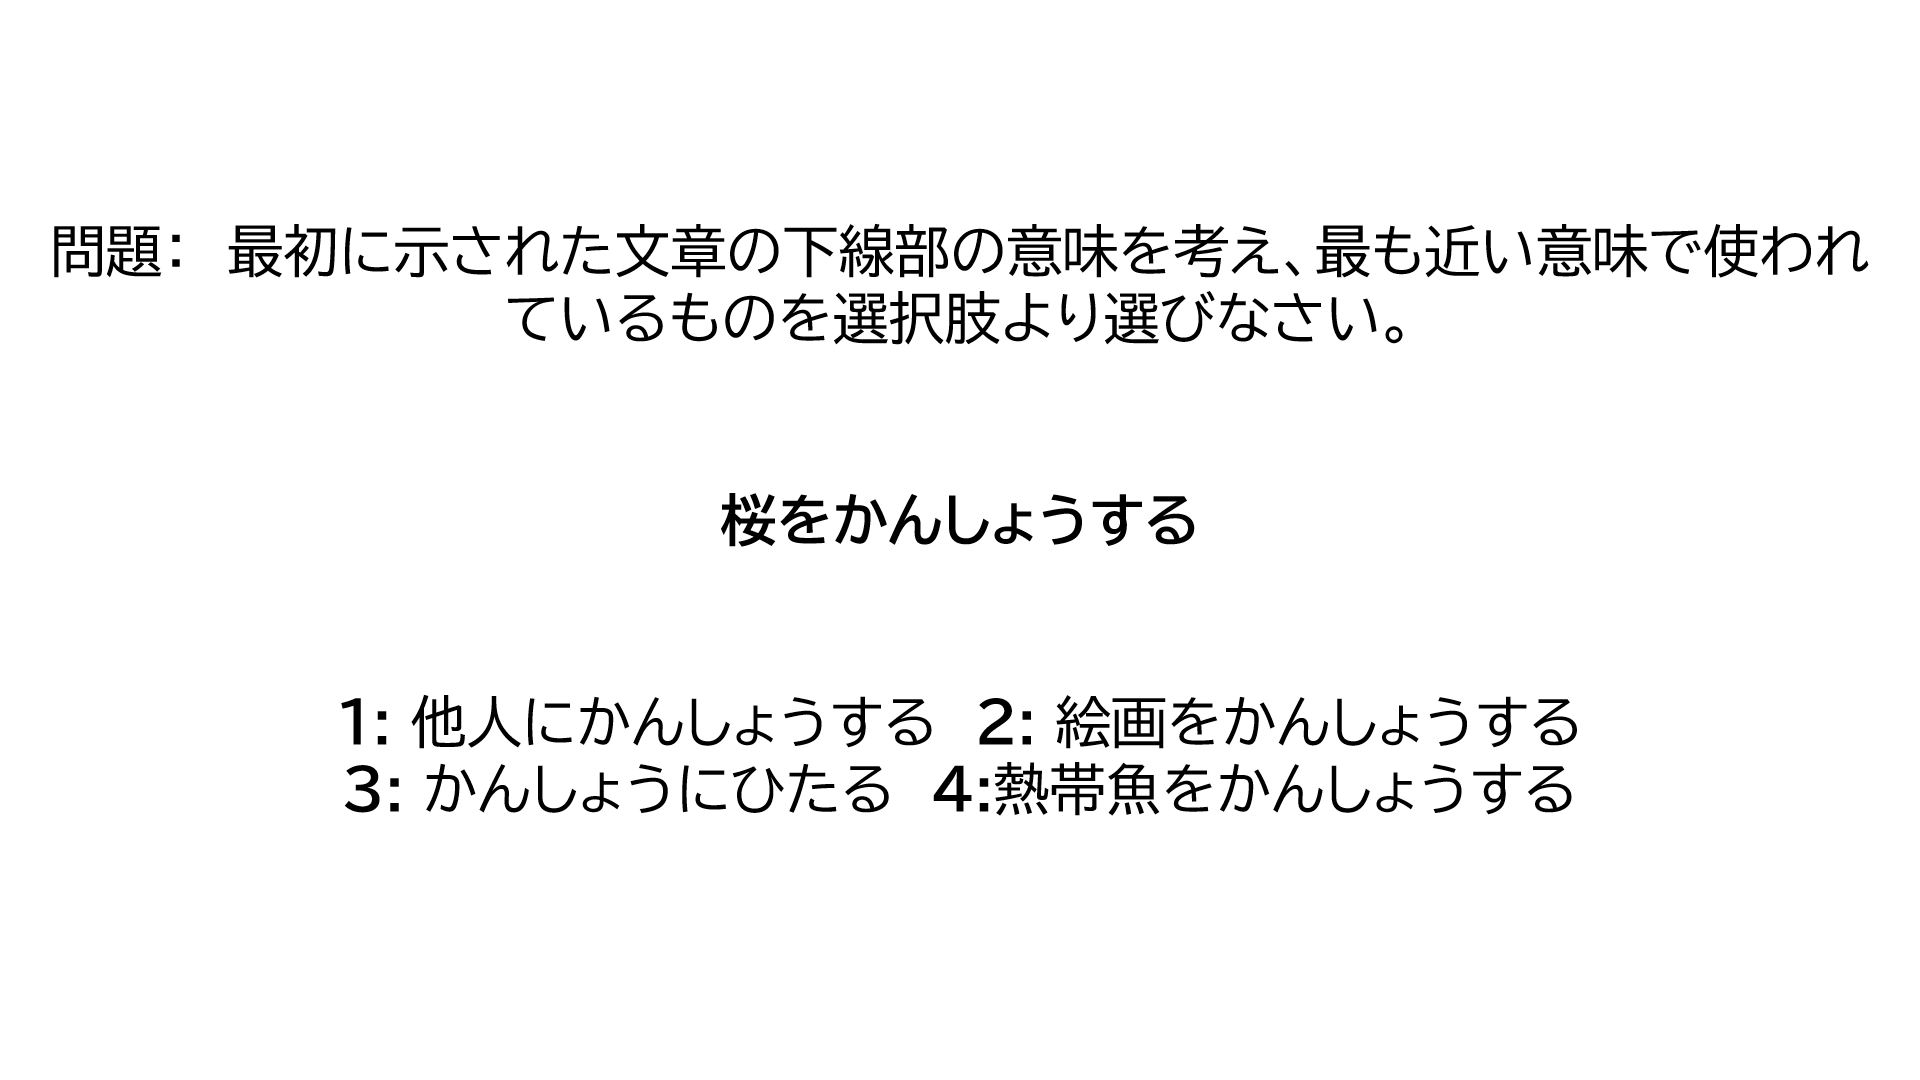 問題： 最初に示された文章の下線部の意味を考え、最も近い意味で使われ
ているものを選択肢より選びなさい。
桜をかんしょうする
1: 他人にかんしょうする 2: 絵画をかんしょうする
3: かんしょうにひたる 4:熱帯魚をかんしょうする